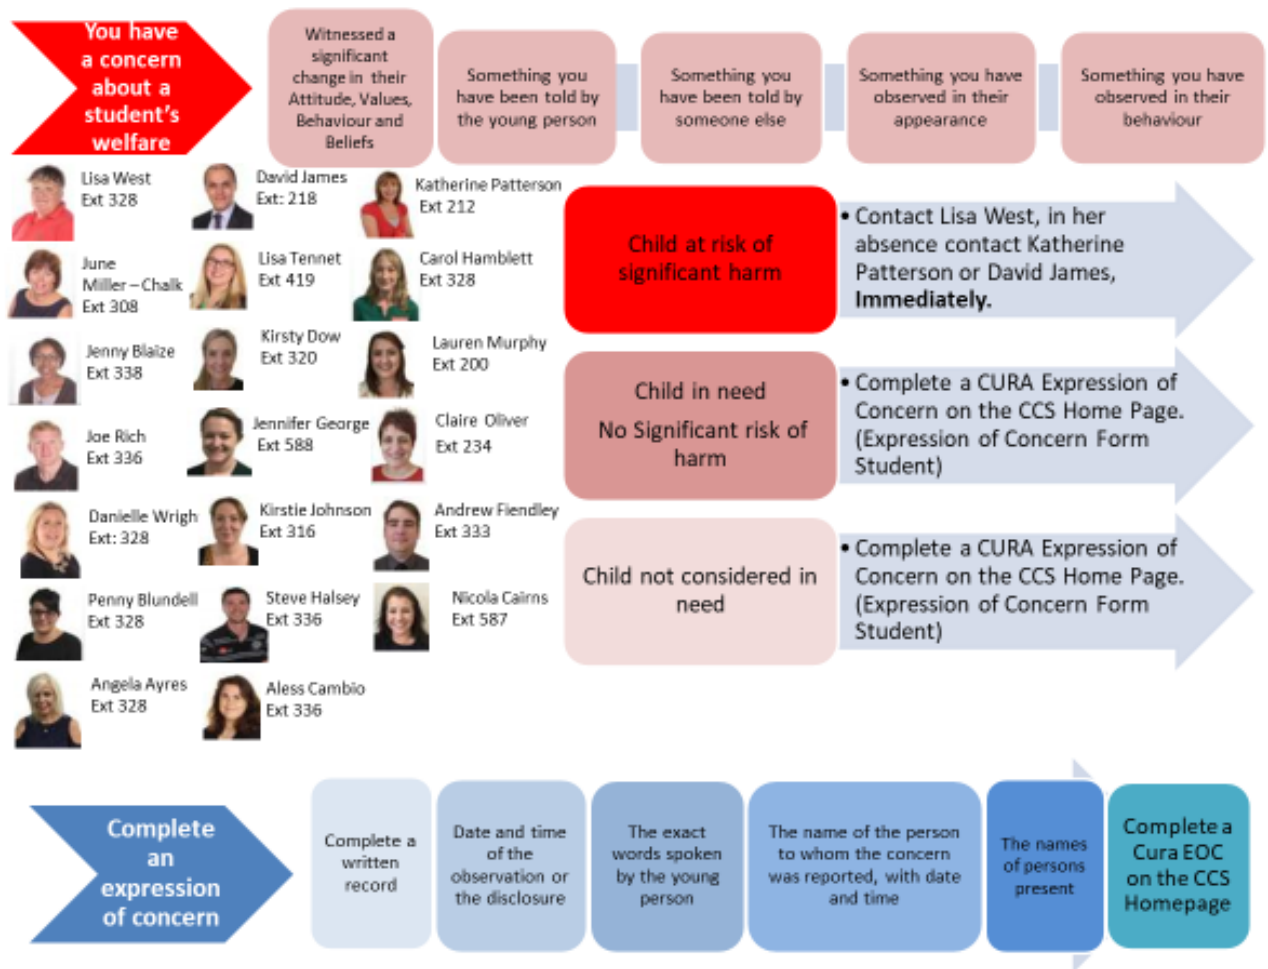 You have
a concern
about a
student's
welfare
Witnessed a
significant
change in their
Attitude, Values,
Behaviour and
Beliefs
Something you
have been told by
the young person
Something you
have been told by
someone else
Something you have
observed in their
appearance
Something you have
observed in their
behaviour
Lisa West
Ext 328
David James
Ext: 218
Katherine Patterson
Ext 212
June
Miller – Chalk
Ext 308
Lisa Tennet
Ext 419
Carol Hamblett
Ext 328
Jenny Blaize
Ext 338
Kirsty Dow
Ext 320
Lauren Murphy
Ext 200
Joe Rich
Ext 336
Jennifer George
Ext 588
Claire Oliver
Ext 234
Danielle Wrigh
Ext: 328
Kirstie Johnson
Ext 316
Andrew Fiendley
Ext 333
Penny Blundell
Ext 328
Steve Halsey
Ext 336
Nicola Cairns
Ext 587
Angela Ayres
Ext 328
Aless Cambio
Ext 336
Child at risk of
significant harm
• Contact Lisa West, in her
absence contact Katherine
Patterson or David James,
Immediately.
Child in need
No Significant risk of
harm
• Complete a CURA Expression of
Concern on the CCS Home Page.
(Expression of Concern Form
Student)
Child not considered in
need
• Complete a CURA Expression of
Concern on the CCS Home Page.
(Expression of Concern Form
Student)
Complete
an
expression
of concern
Complete a
written
record
Date and time
of the
observation or
the disclosure
The exact
words spoken
by the young
person
The name of the person
to whom the concern
was reported, with date
and time
The names
of persons
present
Complete a
Cura EOC
on the CCS
Homepage